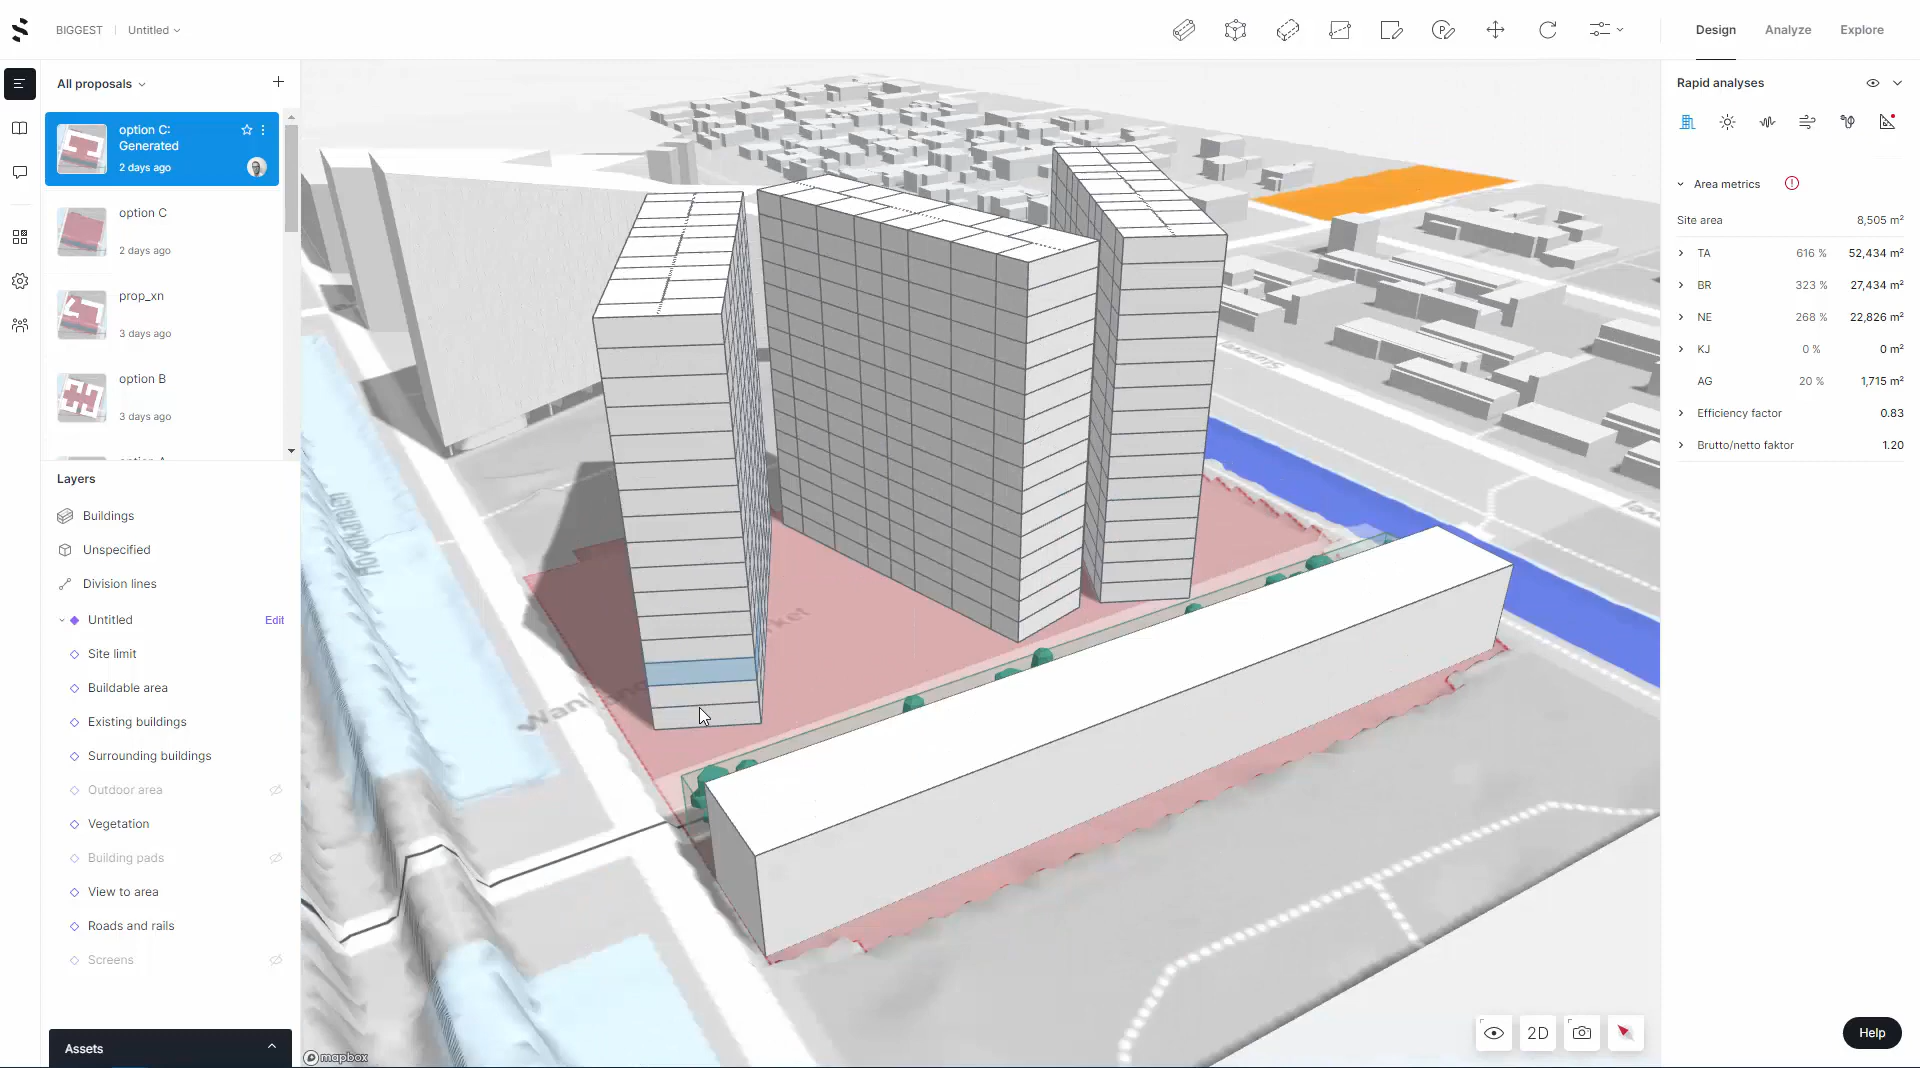 BIGGEST
Untitled
Design
Analyze
Explore
All proposals
option C:
Generated
2 days ago
option C
2 days ago
prop_xn
3 days ago
option B
3 days ago
Layers
Buildings
Unspecified
Division lines
Untitled
Edit
Site limit
Buildable area
Existing buildings
Surrounding buildings
Outdoor area
Vegetation
Building pads
View to area
Roads and rails
Screens
Assets
mapbox
2D
Rapid analyses
Area metrics
Site area 8,505 m²
TA 616 % 52,434 m²
BR 323 % 27,434 m²
NE 268 % 22,826 m²
KJ 0 % 0 m²
AG 20 % 1,715 m²
Efficiency factor 0.83
Brutto/netto faktor 1.20
Help